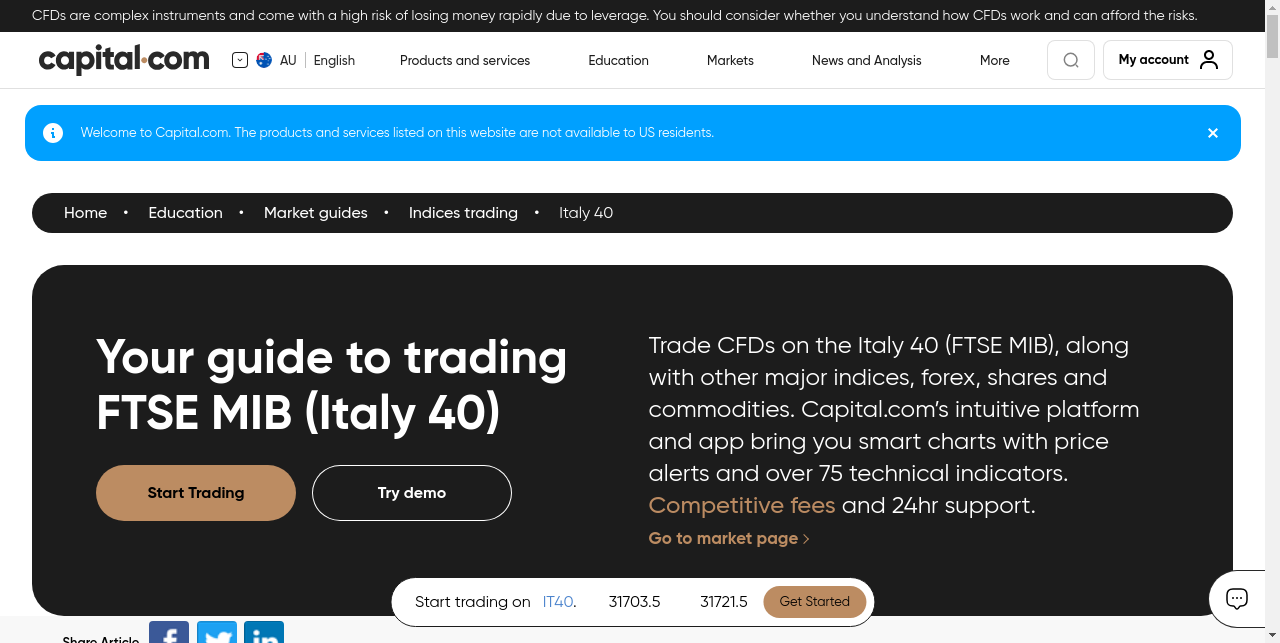 CFDs are complex instruments and come with a high risk of losing money rapidly due to leverage. You should consider whether you understand how CFDs work and can afford the risks.
capital.com AU English Products and services Education Markets News and Analysis More My account
Welcome to Capital.com. The products and services listed on this website are not available to US residents.
Home • Education • Market guides • Indices trading • Italy 40
Your guide to trading
FTSE MIB (Italy 40)
Start Trading Try demo
Trade CFDs on the Italy 40 (FTSE MIB), along
with other major indices, forex, shares and
commodities. Capital.com’s intuitive platform
and app bring you smart charts with price
alerts and over 75 technical indicators.
Competitive fees and 24hr support.
Go to market page
Start trading on IT40. 31703.5 31721.5 Get Started
Share Article